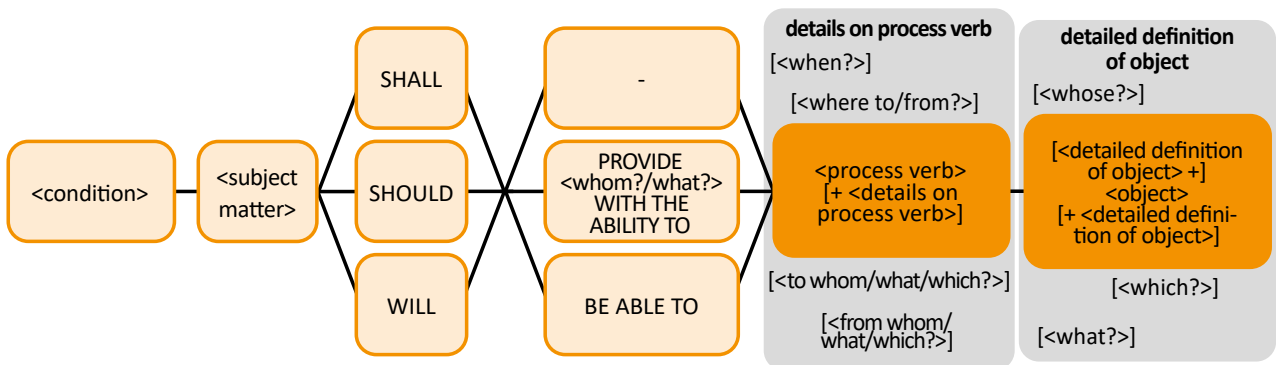 <condition>
<subject
matter>
SHALL
SHOULD
WILL
-
PROVIDE
<whom?/what?>
WITH THE
ABILITY TO
BE ABLE TO
details on process verb
[<when?>]
[<where to/from?>]
<process verb>
[+ <details on
process verb>]
[<to whom/what/which?>]
[<from whom/
what/which?>]
detailed definition
of object
[<whose?>]
[<detailed definition
of object> +]
<object>
[+ <detailed defini-
tion of object>]
[<which?>]
[<what?>]